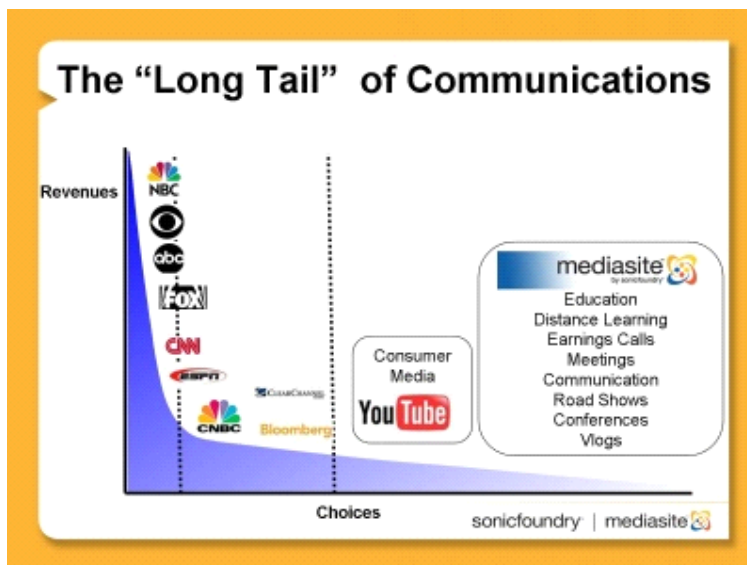 The “Long Tail” of Communications
Revenues
NBC
abc
FOX
CNN
ESPN
CLEARCHANNEL
CNBC
Bloomberg
Consumer
Media
YouTube
mediasite
by sonicfoundry
Education
Distance Learning
Earnings Calls
Meetings
Communication
Road Shows
Conferences
Vlogs
Choices
sonicfoundry | mediasite